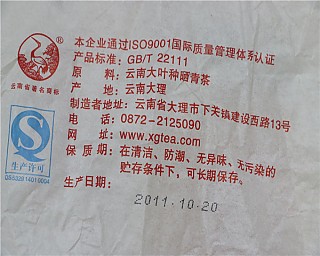 本企业通过ISO9001国际质量管理体系认证
产品标准: GB/T 22111
原 料: 云南大叶种晒青茶
产 地: 云南大理
制造者地址: 云南省大理市下关镇建设西路13号
电 话: 0872-2125090
网 址: www.xgtea.com
保 质 期: 在清洁、防潮、无异味、无污染的
贮存条件下，可长期保存。
生产日期: 2011.10.20
云南省著名商标
生产许可